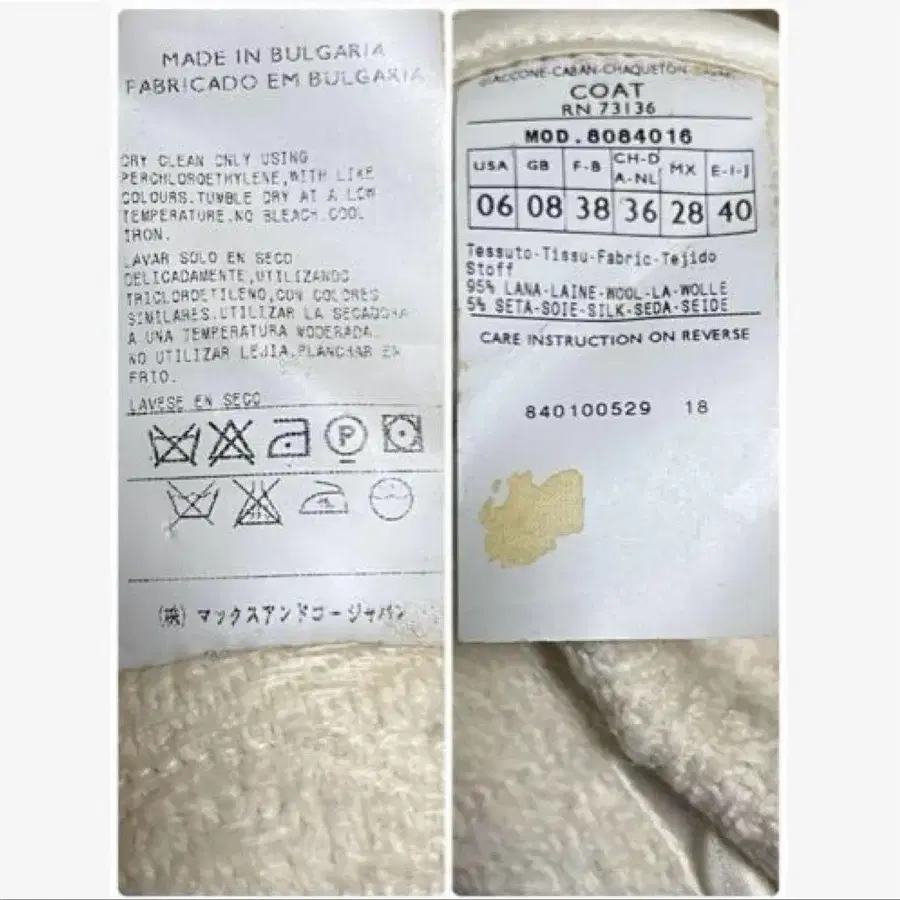 MADE IN BULGARIA
FABRICADO EM BULGARIA
DRY CLEAN ONLY USING
PERCHLOROETHYLENE,WITH LIKE
COLOURS.TUMBLE DRY AT A LOW
TEMPERATURE.NO BLEACH.COOL
IRON.
LAVAR SOLO EN SECO
DELICADAMENTE,UTILIZANDO
TRICLOROETILENO,CON COLORES
SIMILARES.UTILIZAR LA SECADORA
A UNA TEMPERATURA MODERADA.
NO UTILIZAR LEJIA.PLANCHAR EN
FRIO.
LAVESE EN SECO
P
(株) マックスアンドコージャパン
GIACCONE-CABAN-CHAQUETON
COAT
RN 73136
MOD.8084016
USA GB F-B CH-D A-NL MX E-I-J
06 08 38 36 28 40
Tessuto-Tissu-Fabric-Tejido
Stoff
95% LANA-LAINE-WOOL-LA-WOLLE
5% SETA-SOIE-SILK-SEDA-SEIDE
CARE INSTRUCTION ON REVERSE
840100529 18